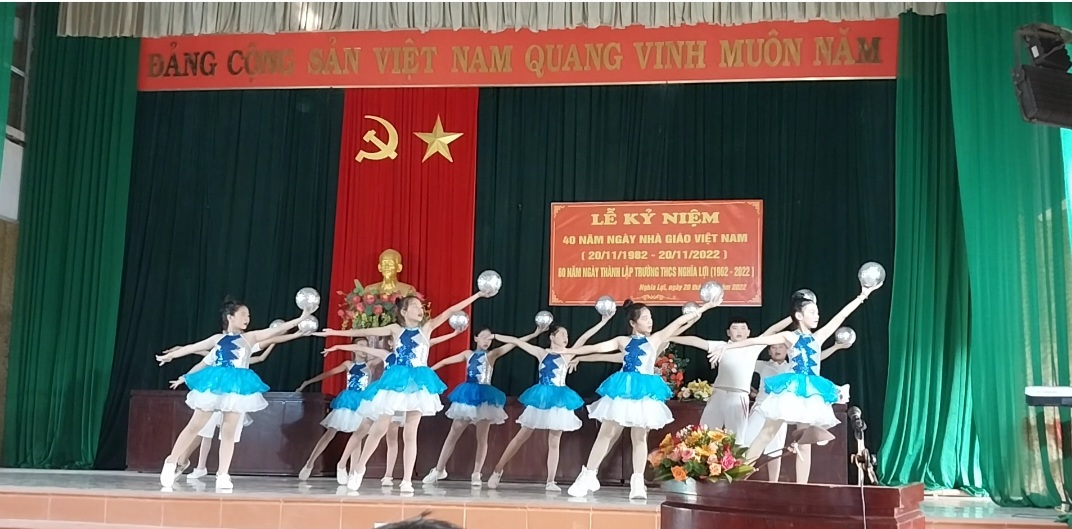 ĐẢNG CỘNG SẢN VIỆT NAM QUANG VINH MUÔN NĂM
LỄ KỶ NIỆM
40 NĂM NGÀY NHÀ GIÁO VIỆT NAM
( 20/11/1982 - 20/11/2022 )
60 NĂM NGÀY THÀNH LẬP TRƯỜNG THCS NGHĨA LỢI (1962 - 2022 )
Nghĩa Lợi, ngày 20 năm 2022